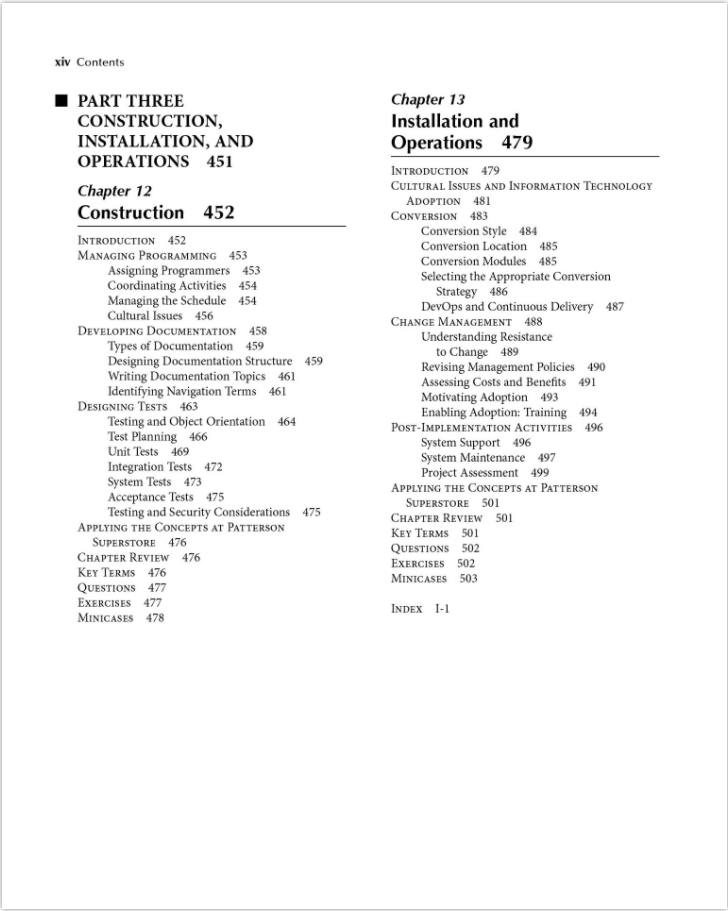 xiv Contents
■ PART THREE
CONSTRUCTION,
INSTALLATION, AND
OPERATIONS 451
Chapter 12
Construction 452
INTRODUCTION 452
MANAGING PROGRAMMING 453
Assigning Programmers 453
Coordinating Activities 454
Managing the Schedule 454
Cultural Issues 456
DEVELOPING DOCUMENTATION 458
Types of Documentation 459
Designing Documentation Structure 459
Writing Documentation Topics 461
Identifying Navigation Terms 461
DESIGNING TESTS 463
Testing and Object Orientation 464
Test Planning 466
Unit Tests 469
Integration Tests 472
System Tests 473
Acceptance Tests 475
Testing and Security Considerations 475
APPLYING THE CONCEPTS AT PATTERSON
SUPERSTORE 476
CHAPTER REVIEW 476
KEY TERMS 476
QUESTIONS 477
EXERCISES 477
MINICASES 478
Chapter 13
Installation and
Operations 479
INTRODUCTION 479
CULTURAL ISSUES AND INFORMATION TECHNOLOGY
ADOPTION 481
CONVERSION 483
Conversion Style 484
Conversion Location 485
Conversion Modules 485
Selecting the Appropriate Conversion
Strategy 486
DevOps and Continuous Delivery 487
CHANGE MANAGEMENT 488
Understanding Resistance
to Change 489
Revising Management Policies 490
Assessing Costs and Benefits 491
Motivating Adoption 493
Enabling Adoption: Training 494
POST-IMPLEMENTATION ACTIVITIES 496
System Support 496
System Maintenance 497
Project Assessment 499
APPLYING THE CONCEPTS AT PATTERSON
SUPERSTORE 501
CHAPTER REVIEW 501
KEY TERMS 501
QUESTIONS 502
EXERCISES 502
MINICASES 503
INDEX I-1